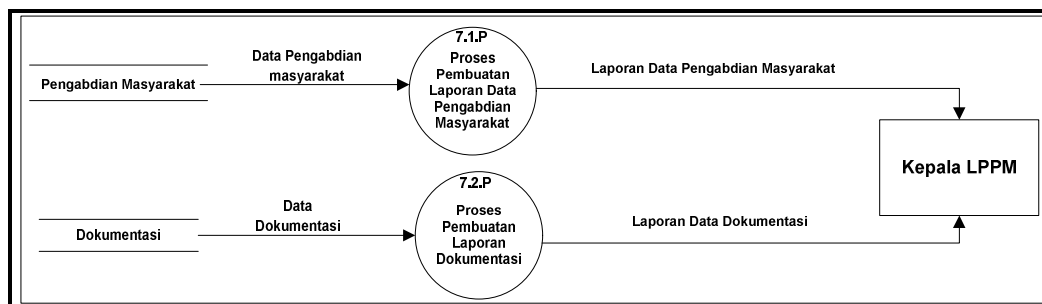 Pengabdian Masyarakat
Data Pengabdian
masyarakat
7.1.P
Proses
Pembuatan
Laporan Data
Pengabdian
Masyarakat
Laporan Data Pengabdian Masyarakat
Kepala LPPM
Dokumentasi
Data
Dokumentasi
7.2.P
Proses
Pembuatan
Laporan
Dokumentasi
Laporan Data Dokumentasi